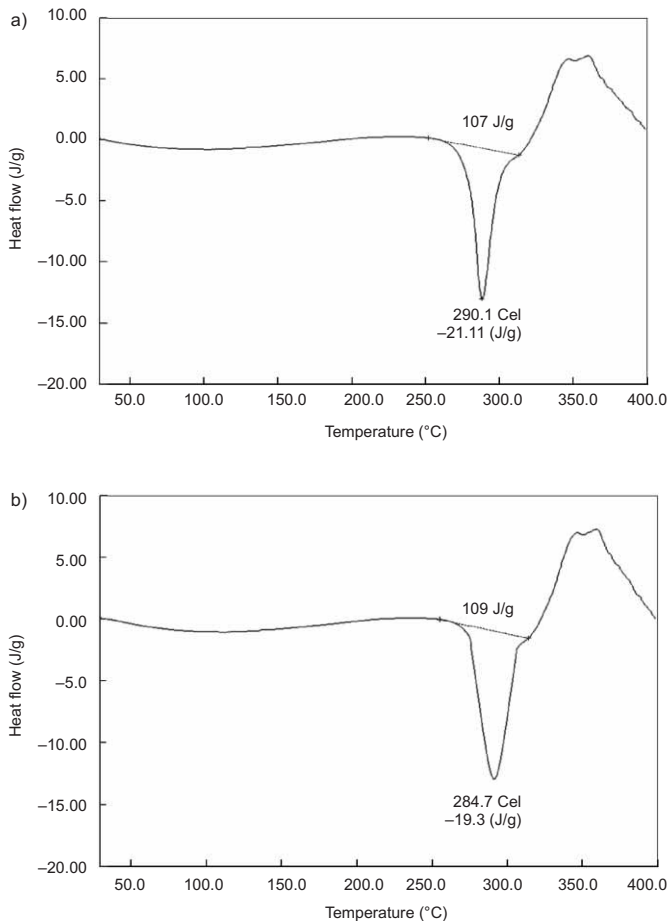 a)
10.00
5.00
0.00
–5.00
–10.00
–15.00
–20.00
Heat flow (J/g)
107 J/g
290.1 Cel
–21.11 (J/g)
50.0 100.0 150.0 200.0 250.0 300.0 350.0 400.0
Temperature (°C)
b)
10.00
5.00
0.00
–5.00
–10.00
–15.00
–20.00
Heat flow (J/g)
109 J/g
284.7 Cel
–19.3 (J/g)
50.0 100.0 150.0 200.0 250.0 300.0 350.0 400.0
Temperature (°C)